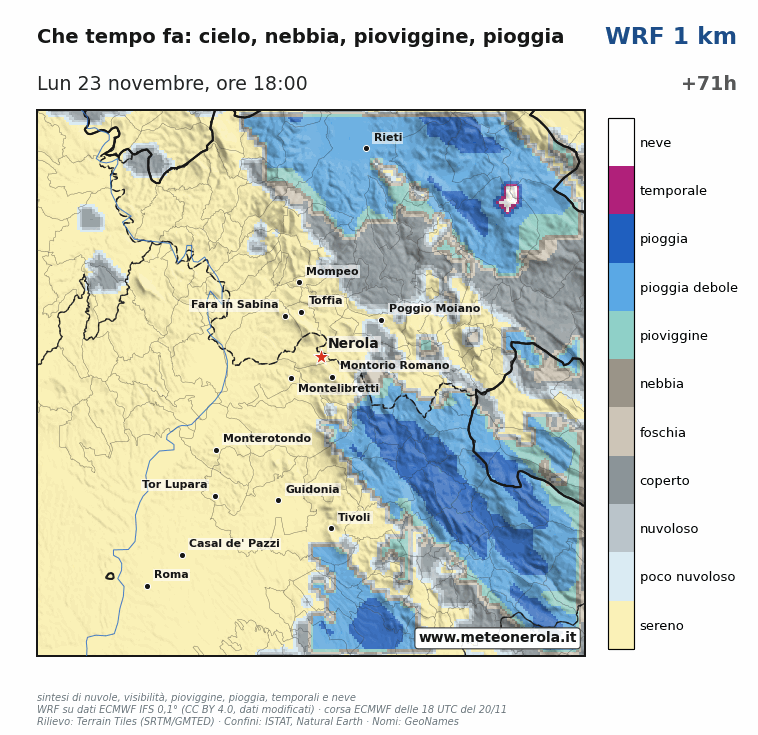 Che tempo fa: cielo, nebbia, pioviggine, pioggia
WRF 1 km
Lun 23 novembre, ore 18:00
+71h
Rieti
Mompeo
Fara in Sabina
Toffia
Poggio Moiano
Nerola
Montorio Romano
Montelibretti
Monterotondo
Tor Lupara
Guidonia
Tivoli
Casal de' Pazzi
Roma
www.meteonerola.it
neve
temporale
pioggia
pioggia debole
pioviggine
nebbia
foschia
coperto
nuvoloso
poco nuvoloso
sereno
sintesi di nuvole, visibilità, pioviggine, pioggia, temporali e neve
WRF su dati ECMWF IFS 0,1° (CC BY 4.0, dati modificati) · corsa ECMWF delle 18 UTC del 20/11
Rilievo: Terrain Tiles (SRTM/GMTED) · Confini: ISTAT, Natural Earth · Nomi: GeoNames